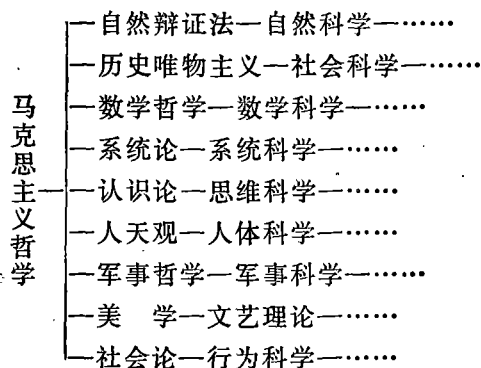 马克思主义哲学
自然辩证法—自然科学—……
历史唯物主义—社会科学—……
数学哲学—数学科学—……
系统论—系统科学—……
认识论—思维科学—……
人天观—人体科学—……
军事哲学—军事科学—……
美　学—文艺理论—……
社会论—行为科学—……